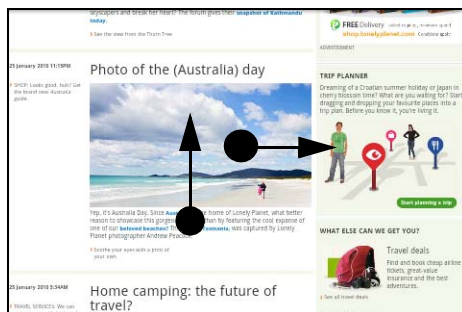 skyscrapers and break her heart? The forum gives their snapshot of Kathmandu
today.
See the view from the Thorn Tree
25 January 2010 11:15PM
SHOP: Looks good, huh? Get
the brand new Australia
guide
Photo of the (Australia) day
Yep, it's Australia Day. Since home of Lonely Planet, what better
reason to showcase this gorgeous than by featuring the cool expanse
of one of our beloved beaches? Tasmania, was captured by Lonely
Planet photographer Andrew Peacock.
Soothe your eyes with a print of
your own
25 January 2010 5:34AM
TRAVEL SERVICES: We can
Home camping: the future of
travel?
FREE Delivery
shop.lonelyplanet.com Conditions apply.
ADVERTISEMENT
TRIP PLANNER
Dreaming of a Croatian summer holiday or Japan in
cherry blossom time? What are you waiting for? Start
dragging and dropping your favourite places into a
trip plan. Before you know it, you're living it.
Start planning a trip
WHAT ELSE CAN WE GET YOU?
Travel deals
Find and book cheap airline
tickets, great-value
insurance and the best
adventures.
See all travel deals